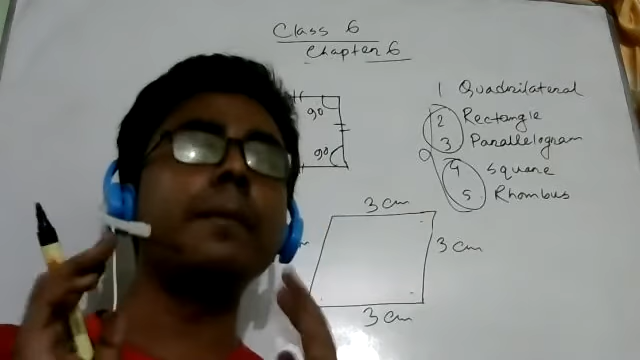 Class 6
Chapter 6
1 Quadrilateral
2 Rectangle
3 Parallelogram
4 Square
5 Rhombus
90
90
3 cm
3 cm
3 cm